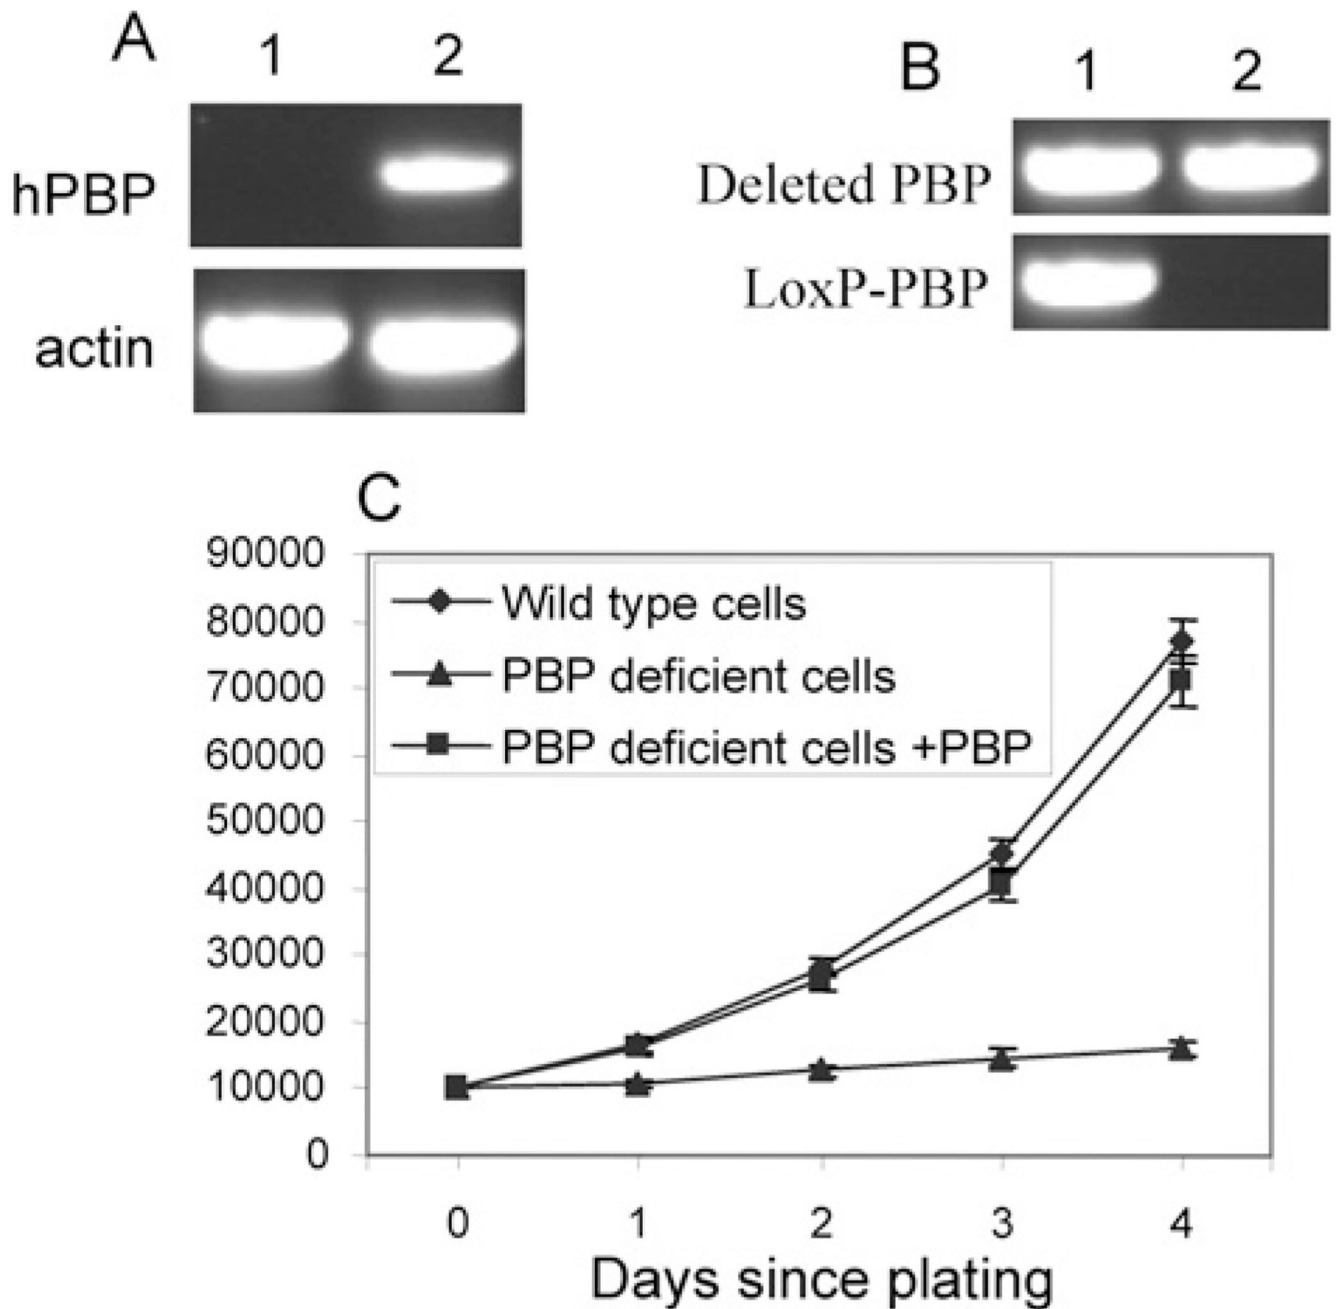 A 1 2
hPBP
actin
B 1 2
Deleted PBP
LoxP-PBP
C
90000
80000
70000
60000
50000
40000
30000
20000
10000
0
Wild type cells
PBP deficient cells
PBP deficient cells +PBP
0 1 2 3 4
Days since plating